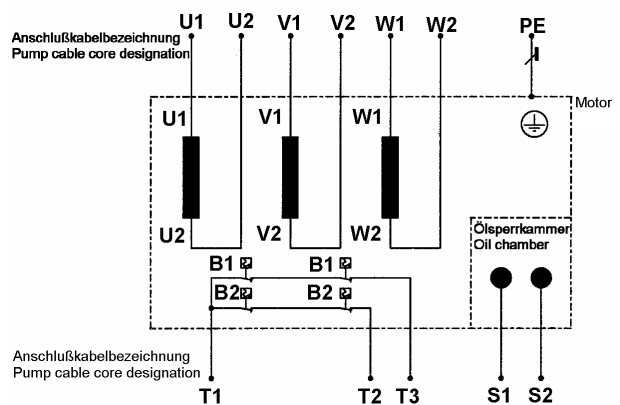 U1 U2 V1 V2 W1 W2 PE
Anschlußkabelbezeichnung
Pump cable core designation
Motor
U1 V1 W1
U2 V2 W2
Ölsperrkammer
Oil chamber
B1 B1
B2 B2
Anschlußkabelbezeichnung
Pump cable core designation
T1 T2 T3 S1 S2